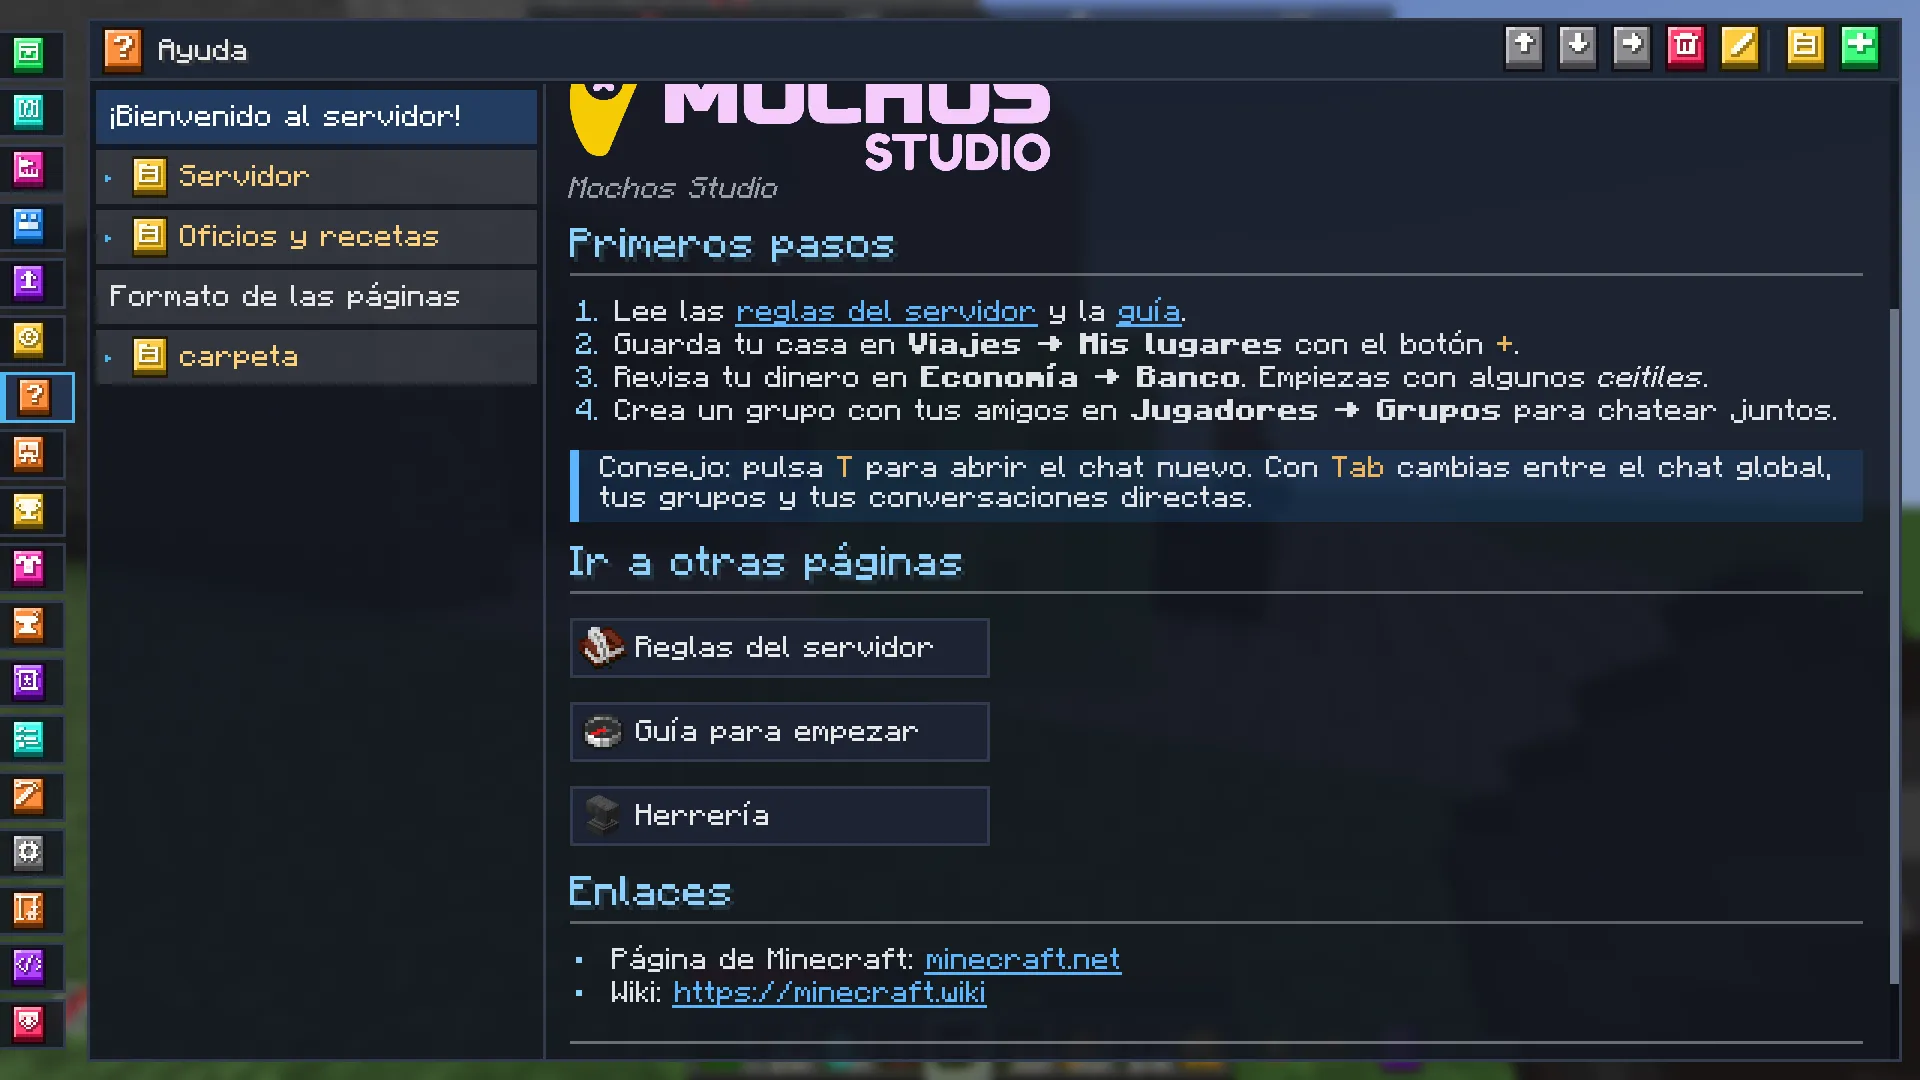 Ayuda
¡Bienvenido al servidor!
Servidor
Oficios y recetas
Formato de las páginas
carpeta
MOCHOS
STUDIO
Mochos Studio
Primeros pasos
1. Lee las reglas del servidor y la guía.
2. Guarda tu casa en Viajes → Mis lugares con el botón +.
3. Revisa tu dinero en Economía → Banco. Empiezas con algunos ceitiles.
4. Crea un grupo con tus amigos en Jugadores → Grupos para chatear juntos.
Consejo: pulsa T para abrir el chat nuevo. Con Tab cambias entre el chat global,
tus grupos y tus conversaciones directas.
Ir a otras páginas
Reglas del servidor
Guía para empezar
Herrería
Enlaces
• Página de Minecraft: minecraft.net
• Wiki: https://minecraft.wiki